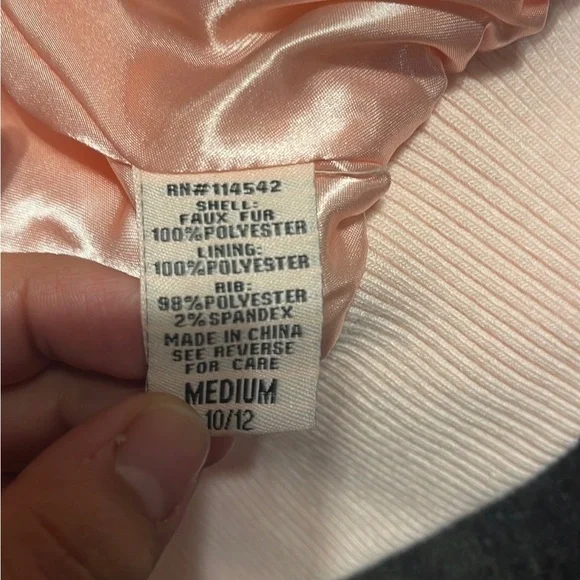 RN#114542
SHELL:
FAUX FUR
100%POLYESTER
LINING:
100%POLYESTER
RIB:
98%POLYESTER
2%SPANDEX
MADE IN CHINA
SEE REVERSE
FOR CARE
MEDIUM
10/12